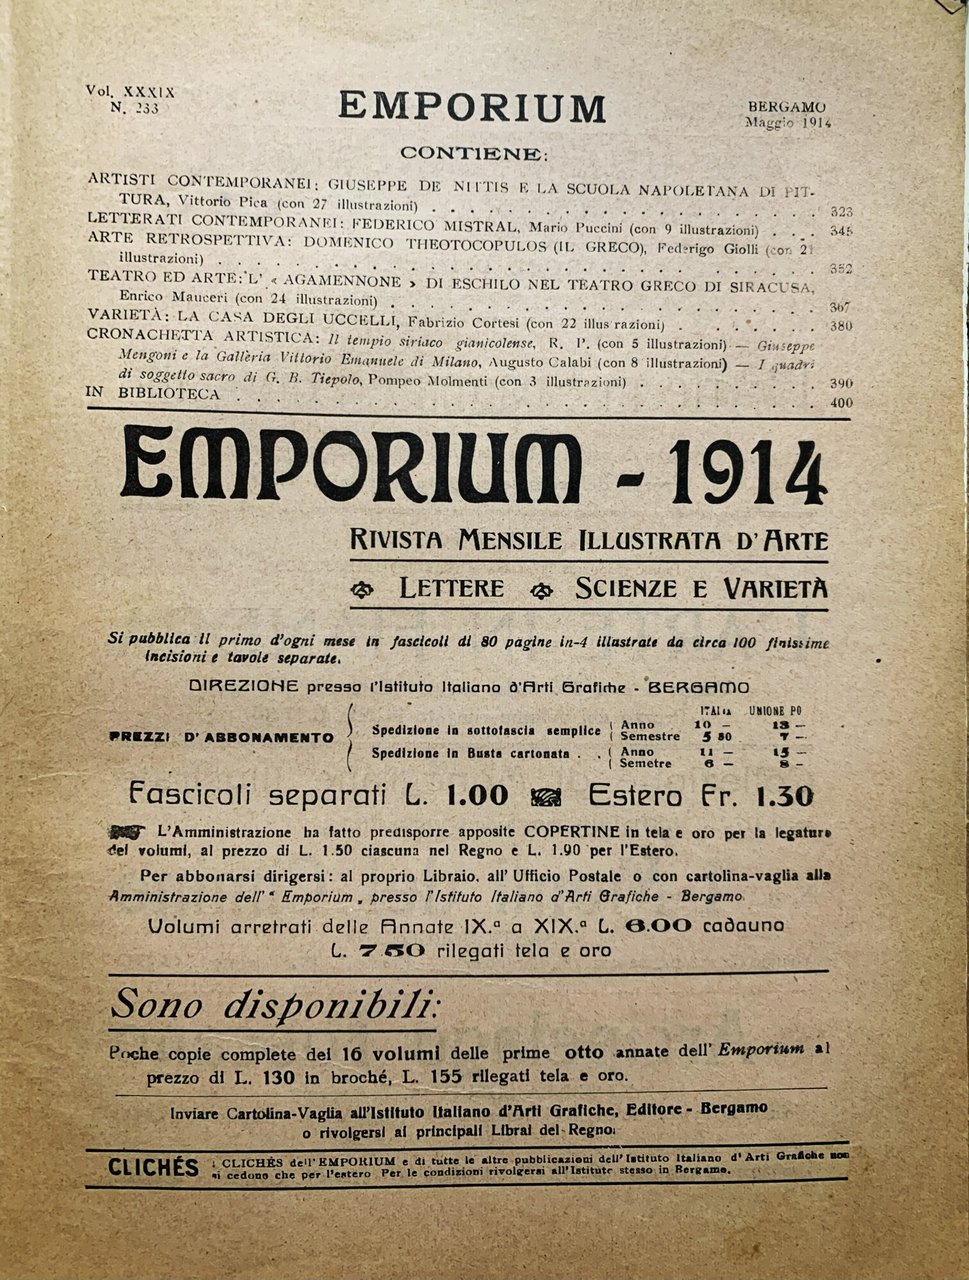 Vol. XXXIX
N. 233
EMPORIUM
BERGAMO
Maggio 1914
CONTIENE:
ARTISTI CONTEMPORANEI: GIUSEPPE DE NITTIS E LA SCUOLA NAPOLETANA DI PIT-
TURA, Vittorio Pica (con 27 illustrazioni) . . . . . . . . . . . . . . . . 323
LETTERATI CONTEMPORANEI: FEDERICO MISTRAL, Mario Puccini (con 9 illustrazioni) . . . 345
ARTE RETROSPETTIVA: DOMENICO THEOTOCOPULOS (IL GRECO), Federigo Giolli (con
illustrazioni) . . . . . . . . . . . . . . . . . . . . . . 352
TEATRO ED ARTE: L' « AGAMENNONE » DI ESCHILO NEL TEATRO GRECO DI SIRACUSA,
Enrico Mauceri (con 24 illustrazioni) . . . . . . . . . . . . . . . . . 367
VARIETÀ: LA CASA DEGLI UCCELLI, Fabrizio Cortesi (con 22 illus razioni) . . . . . . 380
CRONACHETTA ARTISTICA: Il tempio siriaco gianicolense, R. P. (con 5 illustrazioni) — Giuseppe
Mengoni e la Galleria Vittorio Emanuele di Milano, Augusto Calabi (con 8 illustrazioni) — I quadri
di soggetto sacro di G. B. Tiepolo, Pompeo Molmenti (con 3 illustrazioni) . . . . . . . . 390
IN BIBLIOTECA . . . . . . . . . . . . . . . . . . . . . 400
EMPORIUM - 1914
RIVISTA MENSILE ILLUSTRATA D'ARTE
LETTERE SCIENZE E VARIETÀ
Si pubblica il primo d'ogni mese in fascicoli di 80 pagine in-4 illustrate da circa 100 finissime
incisioni e tavole separate.
DIREZIONE presso l'Istituto Italiano d'Arti Grafiche - BERGAMO
ITALIA UNIONE PO
PREZZI D'ABBONAMENTO
Spedizione in sottofascia semplice Anno 10 — 13 —
Semestre 5 80 7 —
Spedizione in Busta cartonata . . Anno 11 — 15 —
Semetre 6 — 8 —
Fascicoli separati L. 1.00 Estero Fr. 1.30
L'Amministrazione ha fatto predisporre apposite COPERTINE in tela e oro per la legature
dei volumi, al prezzo di L. 1.50 ciascuna nel Regno e L. 1.90 per l'Estero.
Per abbonarsi dirigersi: al proprio Libraio, all'Ufficio Postale o con cartolina-vaglia alla
Amministrazione dell' " Emporium „ presso l'Istituto Italiano d'Arti Grafiche - Bergamo.
Volumi arretrati delle Annate IX.ª a XIX.ª L. 6.00 cadauno
L. 7.50 rilegati tela e oro
Sono disponibili:
Poche copie complete dei 16 volumi delle prime otto annate dell' Emporium al
prezzo di L. 130 in broché, L. 155 rilegati tela e oro.
Inviare Cartolina-Vaglia all'Istituto Italiano d'Arti Grafiche, Editore - Bergamo
o rivolgersi ai principali Librai del Regno.
CLICHÉS
i CLICHÉS dell'EMPORIUM e di tutte le altre pubblicazioni dell'Istituto Italiano d'Arti Grafiche non
si cedono che per l'estero Per le condizioni rivolgersi all'Istituto stesso in Bergamo.